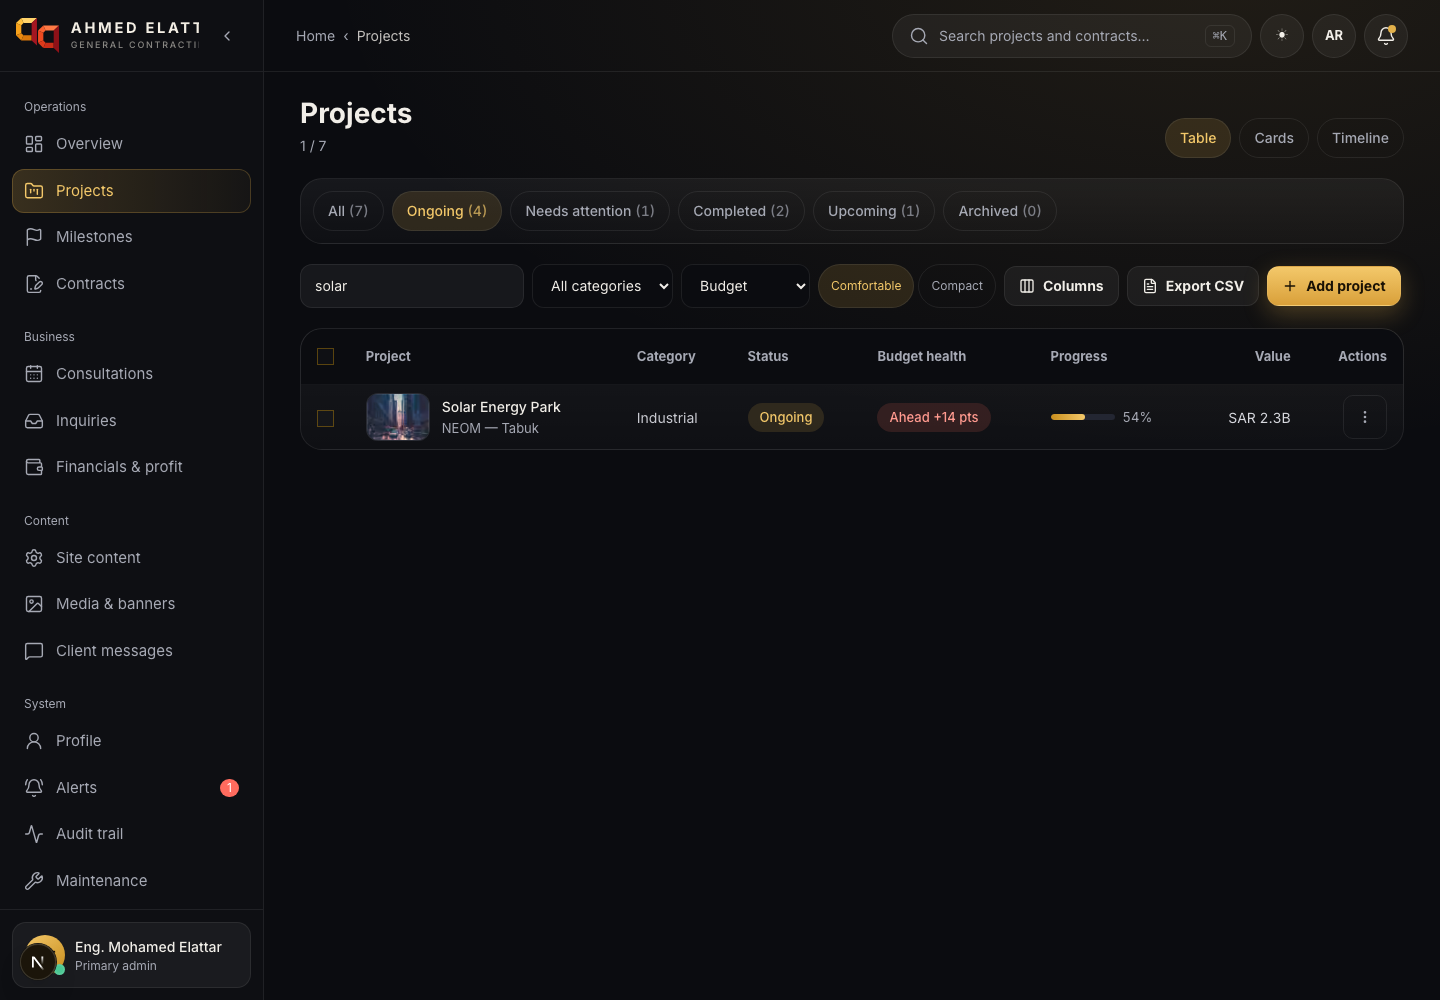 AHMED ELATT
GENERAL CONTRACTI
Home ‹ Projects
Search projects and contracts... ⌘K
AR
Operations
Overview
Projects
Milestones
Contracts
Business
Consultations
Inquiries
Financials & profit
Content
Site content
Media & banners
Client messages
System
Profile
Alerts 1
Audit trail
Maintenance
N
Eng. Mohamed Elattar
Primary admin
Projects
1 / 7
Table Cards Timeline
All (7) Ongoing (4) Needs attention (1) Completed (2) Upcoming (1) Archived (0)
solar All categories Budget Comfortable Compact Columns Export CSV + Add project
Project Category Status Budget health Progress Value Actions
Solar Energy Park
NEOM — Tabuk
Industrial Ongoing Ahead +14 pts 54% SAR 2.3B